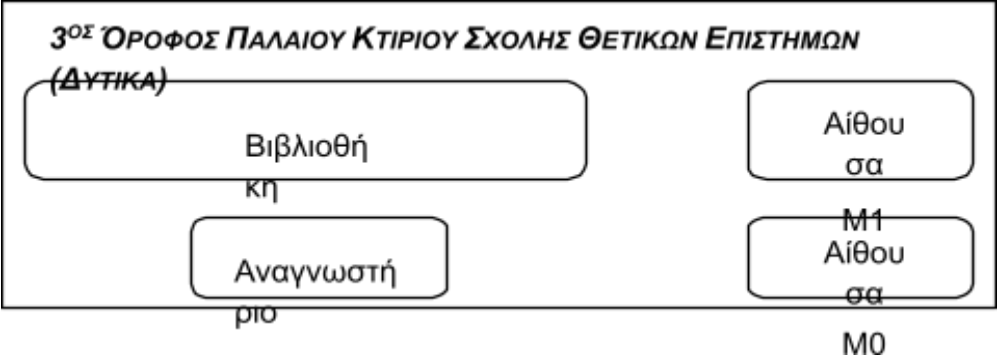 3ΟΣ ΌΡΟΦΟΣ ΠΑΛΑΙΟΥ ΚΤΙΡΙΟΥ ΣΧΟΛΗΣ ΘΕΤΙΚΩΝ ΕΠΙΣΤΗΜΩΝ
(ΔΥΤΙΚΑ)
Βιβλιοθή
κη
Αίθου
σα
Μ1
Αναγνωστή
ριο
Αίθου
σα
Μ0